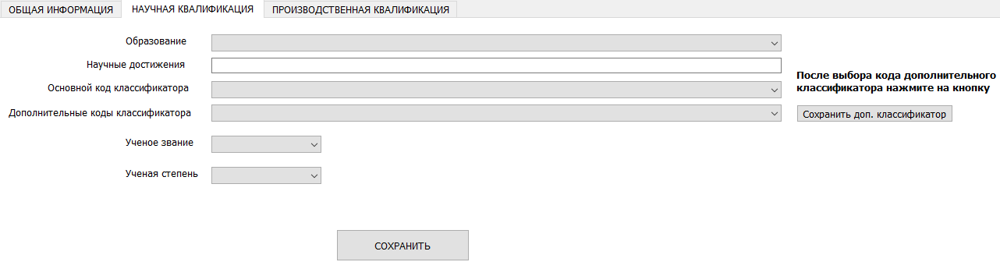 ОБЩАЯ ИНФОРМАЦИЯ НАУЧНАЯ КВАЛИФИКАЦИЯ ПРОИЗВОДСТВЕННАЯ КВАЛИФИКАЦИЯ
Образование
Научные достижения
После выбора кода дополнительного
Основной код классификатора
классификатора нажмите на кнопку
Дополнительные коды классификатора
Сохранить доп. классификатор
Ученое звание
Ученая степень
СОХРАНИТЬ